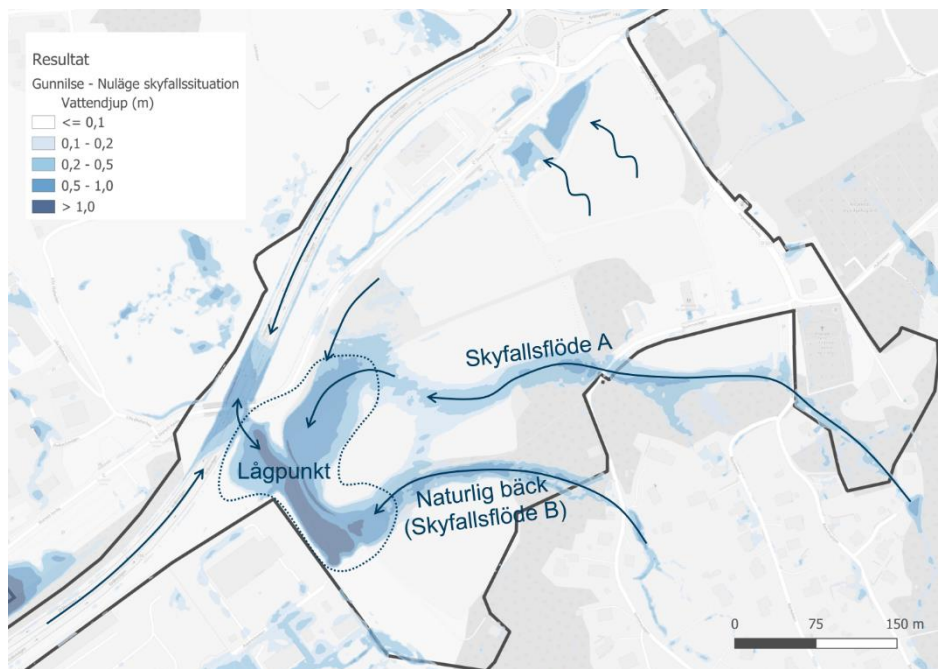 Resultat
Gunnilse - Nuläge skyfallssituation
Vattendjup (m)
<= 0,1
0,1 - 0,2
0,2 - 0,5
0,5 - 1,0
> 1,0
Skyfallsflöde A
Lågpunkt
Naturlig bäck
(Skyfallsflöde B)
0 75 150 m